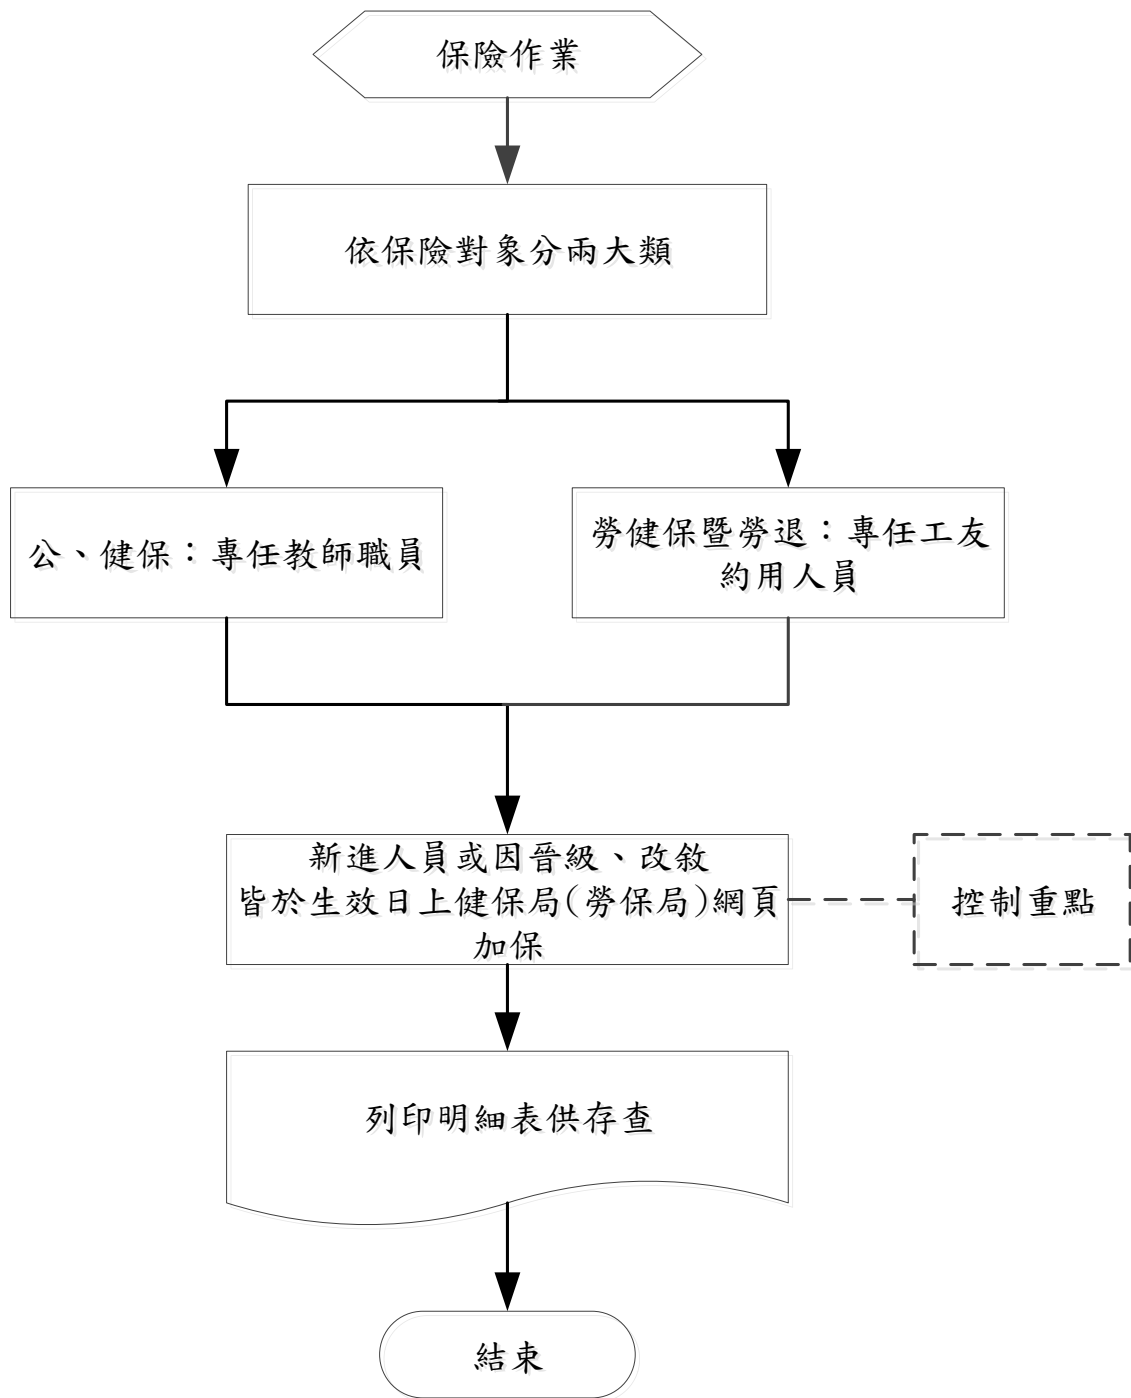 保險作業
依保險對象分兩大類
公、健保：專任教師職員
勞健保暨勞退：專任工友
約用人員
新進人員或因晉級、改敘
皆於生效日上健保局(勞保局)網頁
加保
控制重點
列印明細表供存查
結束